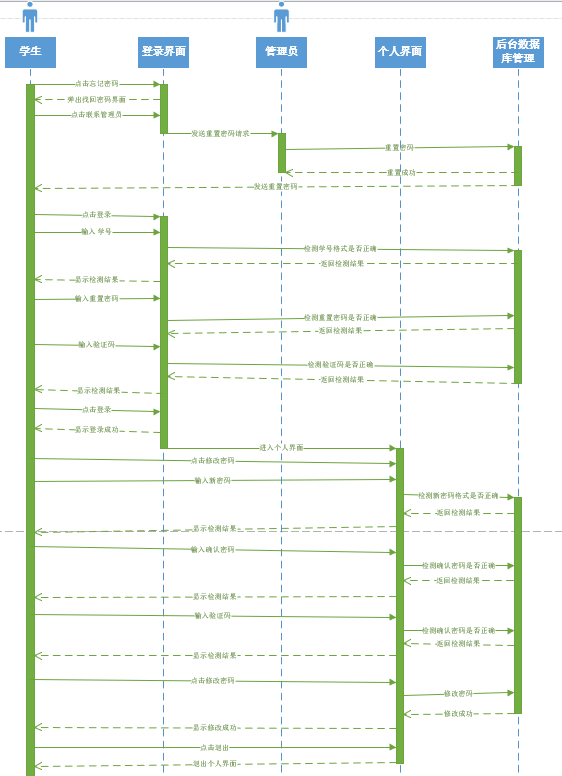 学生
登录界面
管理员
个人界面
后台数据
库管理
点击忘记密码
弹出找回密码界面
点击联系管理员
发送重置密码请求
重置密码
重置成功
发送重置密码
点击登录
输入 学号
检测学号格式是否正确
返回检测结果
显示检测结果
输入重置密码
检测重置密码是否正确
返回检测结果
输入验证码
检测验证码是否正确
返回检测结果
显示检测结果
点击登录
显示登录成功
进入个人界面
点击修改密码
输入新密码
检测新密码格式是否正确
返回检测结果
显示检测结果
输入确认密码
检测确认密码是否正确
返回检测结果
显示检测结果
输入验证码
检测确认密码是否正确
返回检测结果
显示检测结果
点击修改密码
修改密码
修改成功
显示修改成功
点击退出
退出个人界面